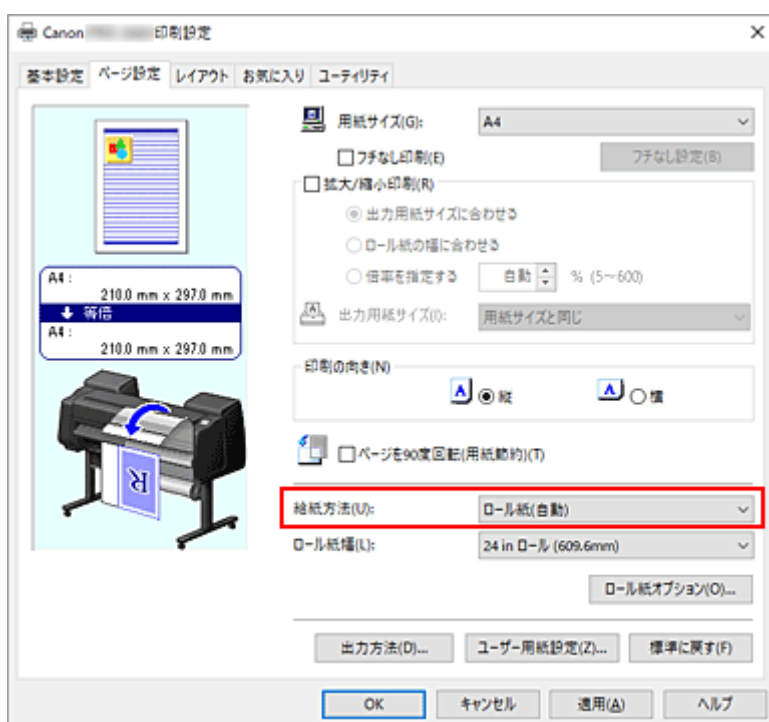 Canon 印刷設定
基本設定 ページ設定 レイアウト お気に入り ユーティリティ
用紙サイズ(G): A4
フチなし印刷(E) フチなし設定(B)
拡大/縮小印刷(R)
出力用紙サイズに合わせる
ロール紙の幅に合わせる
倍率を指定する 自動 % (5～600)
出力用紙サイズ(I): 用紙サイズと同じ
A4 :
210.0 mm x 297.0 mm
等倍
A4 :
210.0 mm x 297.0 mm
印刷の向き(N)
A 縦 A 横
ページを90度回転(用紙節約)(T)
R
給紙方法(U): ロール紙(自動)
ロール紙幅(L): 24 in ロール (609.6mm)
ロール紙オプション(O)...
出力方法(D)... ユーザー用紙設定(Z)... 標準に戻す(F)
OK キャンセル 適用(A) ヘルプ